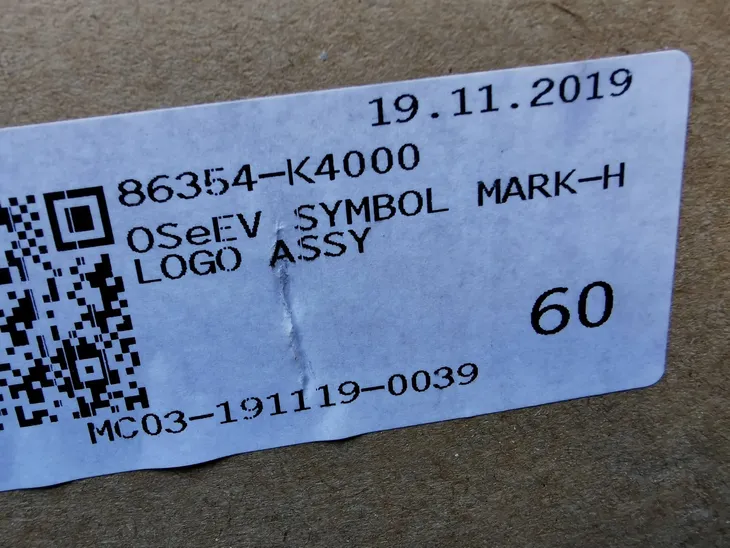 19.11.2019
86354-K4000
OSeEV SYMBOL MARK-H
LOGO ASSY
60
MC03-191119-0039